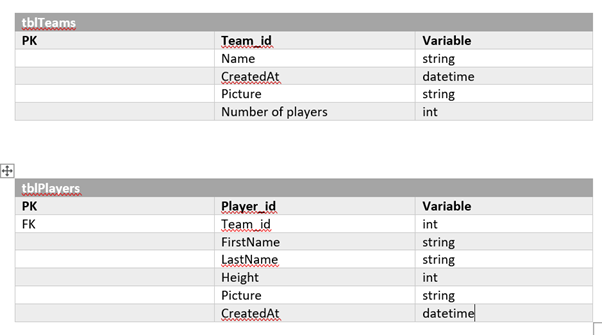 tblTeams
PK Team_id Variable
Name string
CreatedAt datetime
Picture string
Number of players int
tblPlayers
PK Player_id Variable
FK Team_id int
FirstName string
LastName string
Height int
Picture string
CreatedAt datetime